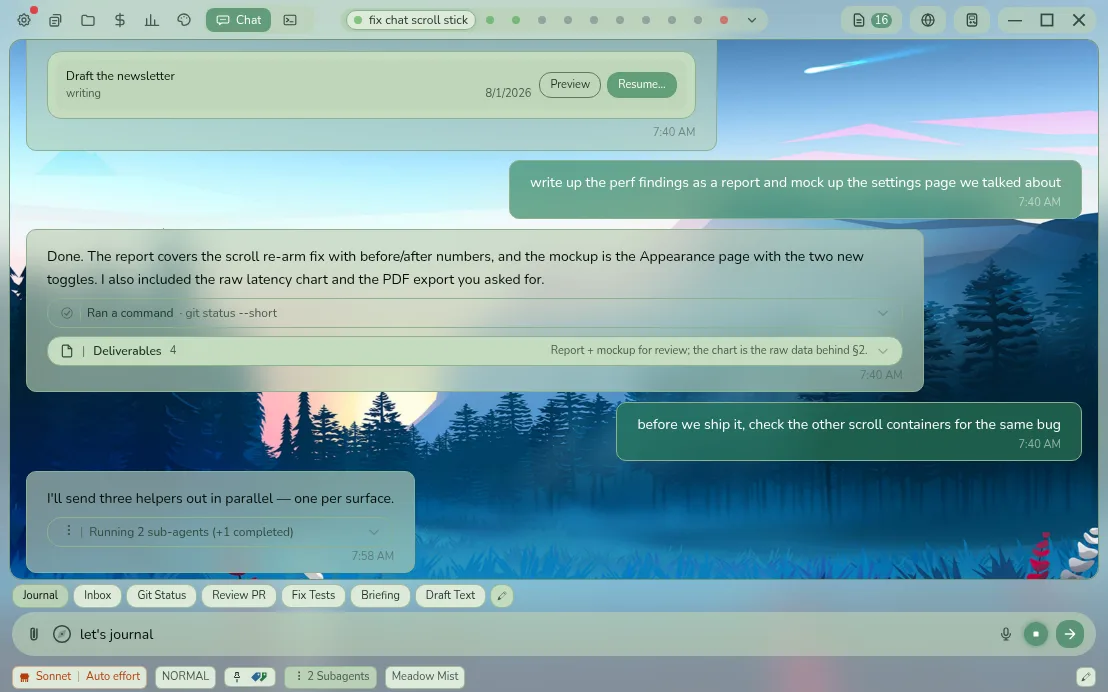 $ Chat fix chat scroll stick 16
Draft the newsletter
writing
8/1/2026 Preview Resume...
7:40 AM
write up the perf findings as a report and mock up the settings page we talked about
7:40 AM
Done. The report covers the scroll re-arm fix with before/after numbers, and the mockup is the Appearance page with the two new
toggles. I also included the raw latency chart and the PDF export you asked for.
Ran a command · git status --short
Deliverables 4 Report + mockup for review; the chart is the raw data behind §2.
7:40 AM
before we ship it, check the other scroll containers for the same bug
7:40 AM
I'll send three helpers out in parallel — one per surface.
Running 2 sub-agents (+1 completed)
7:58 AM
Journal Inbox Git Status Review PR Fix Tests Briefing Draft Text
let's journal
Sonnet | Auto effort NORMAL 2 Subagents Meadow Mist